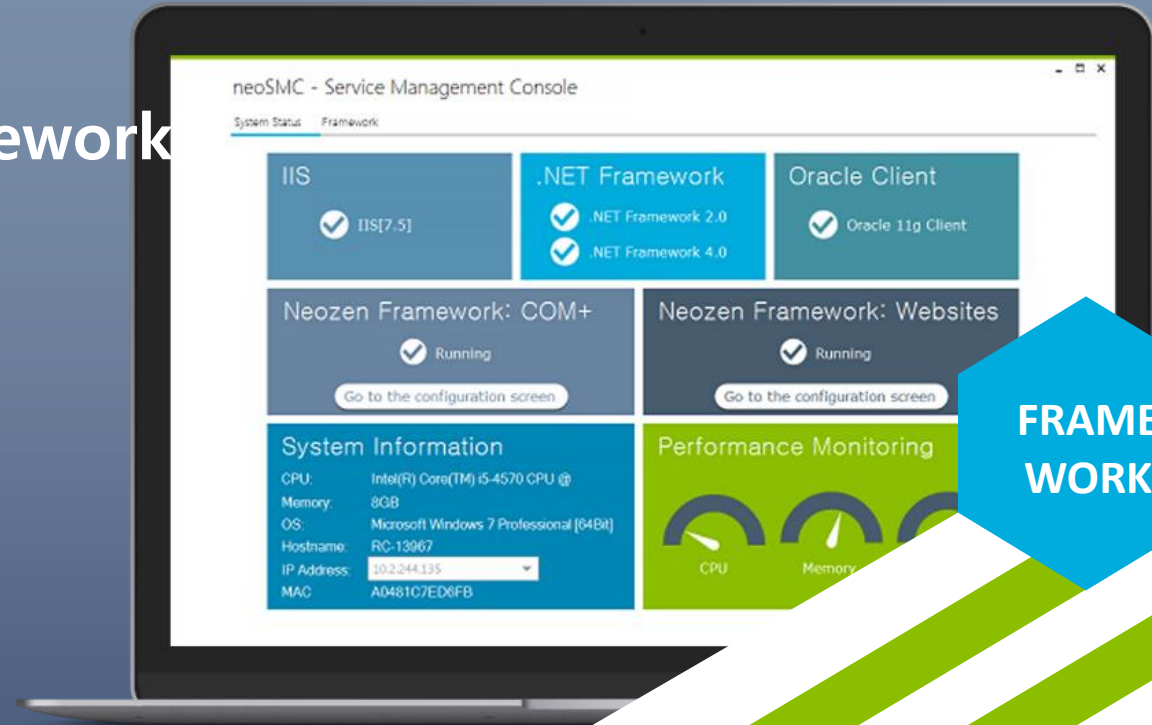 ework
neoSMC - Service Management Console
System Status Framework
IIS
IIS[7.5]
.NET Framework
.NET Framework 2.0
.NET Framework 4.0
Oracle Client
Oracle 11g Client
Neozen Framework: COM+
Running
Go to the configuration screen
Neozen Framework: Websites
Running
Go to the configuration screen
System Information
CPU: Intel(R) Core(TM) i5-4570 CPU @
Memory: 8GB
OS: Microsoft Windows 7 Professional [64Bit]
Hostname: RC-13967
IP Address: 10.2.244.135
MAC A0481C7ED6FB
Performance Monitoring
CPU
Memory
FRAME
WORK